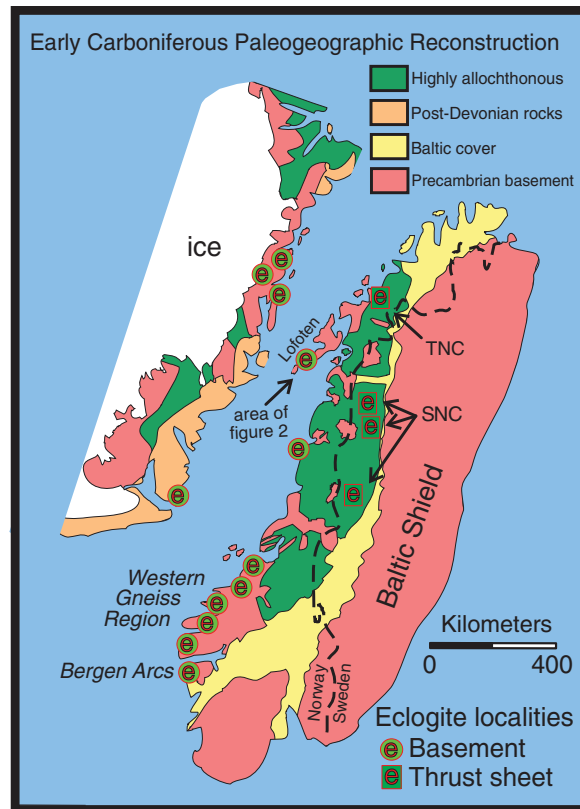 Early Carboniferous Paleogeographic Reconstruction
Highly allochthonous
Post-Devonian rocks
Baltic cover
Precambrian basement
ice
e
e
e
e
Lofoten
e
TNC
area of
figure 2
e
e
SNC
e
e
e
Baltic Shield
Western
Gneiss
Region
e
e
e
e
e
Bergen Arcs
e
Kilometers
0
400
Norway
Sweden
Eclogite localities
e Basement
e Thrust sheet